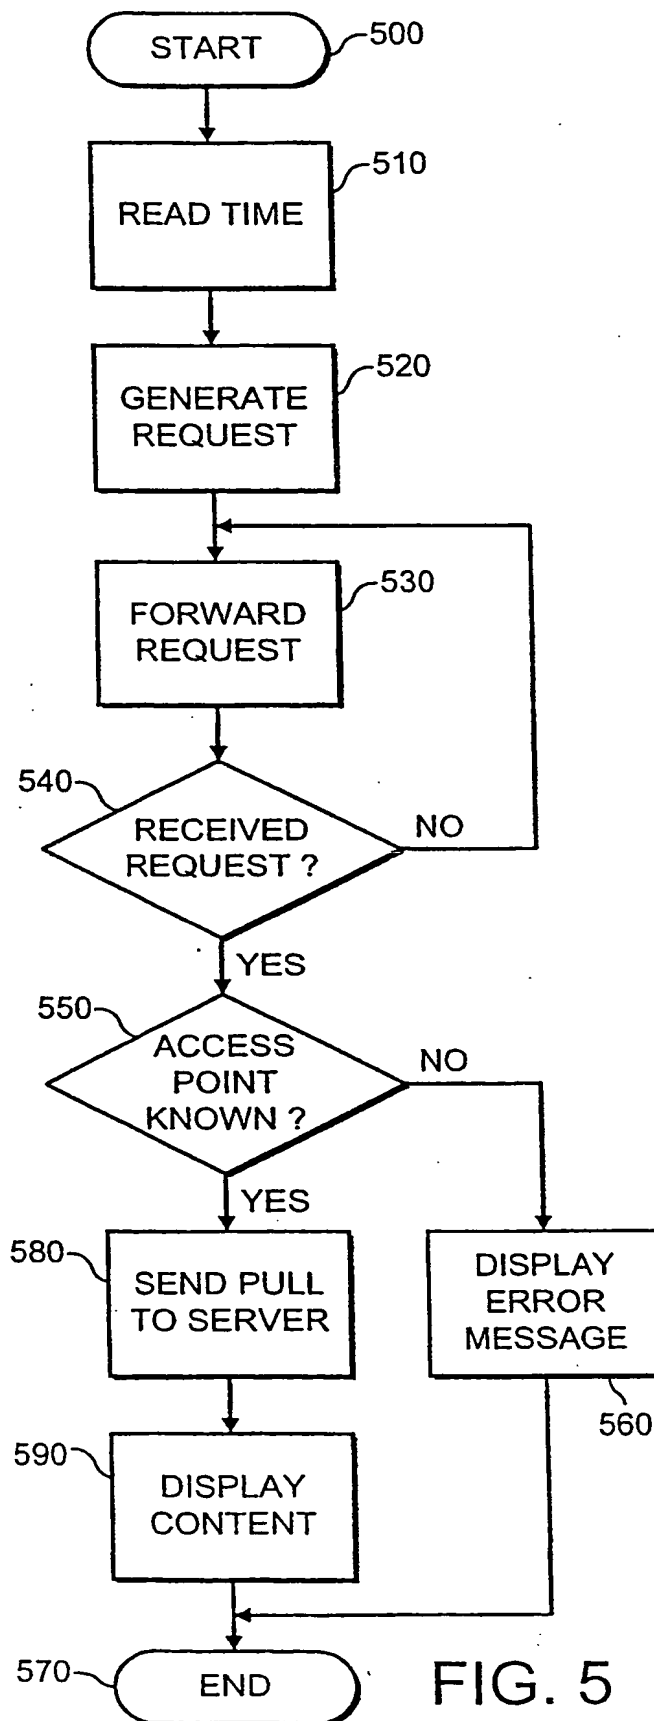 START
500
510
READ TIME
520
GENERATE
REQUEST
530
FORWARD
REQUEST
540
RECEIVED
REQUEST ?
NO
YES
550
ACCESS
POINT
KNOWN ?
NO
YES
580
SEND PULL
TO SERVER
DISPLAY
ERROR
MESSAGE
560
590
DISPLAY
CONTENT
570
END
FIG. 5